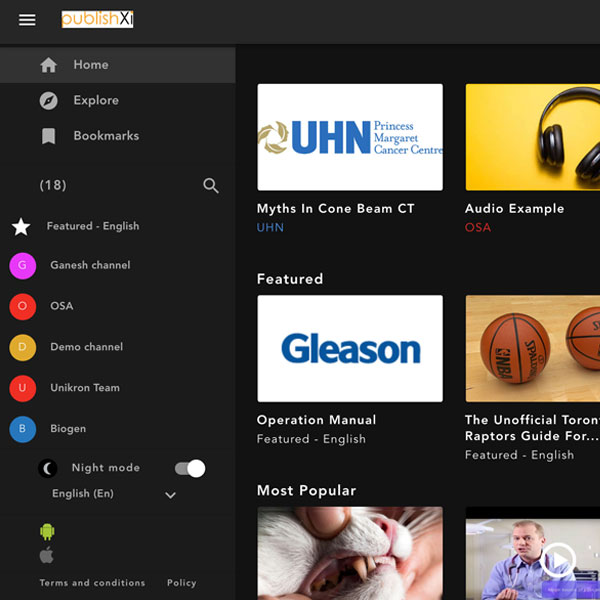 publishXi
Home
Explore
Bookmarks
(18)
Featured - English
G
Ganesh channel
O
OSA
D
Demo channel
U
Unikron Team
B
Biogen
Night mode
English (En)
Terms and conditions Policy
UHN
Princess
Margaret
Cancer Centre
Myths In Cone Beam CT
UHN
Audio Example
OSA
Featured
Gleason
Operation Manual
Featured - English
NBA
SPALDING
The Unofficial Toron
Raptors Guide For...
Featured - English
Most Popular